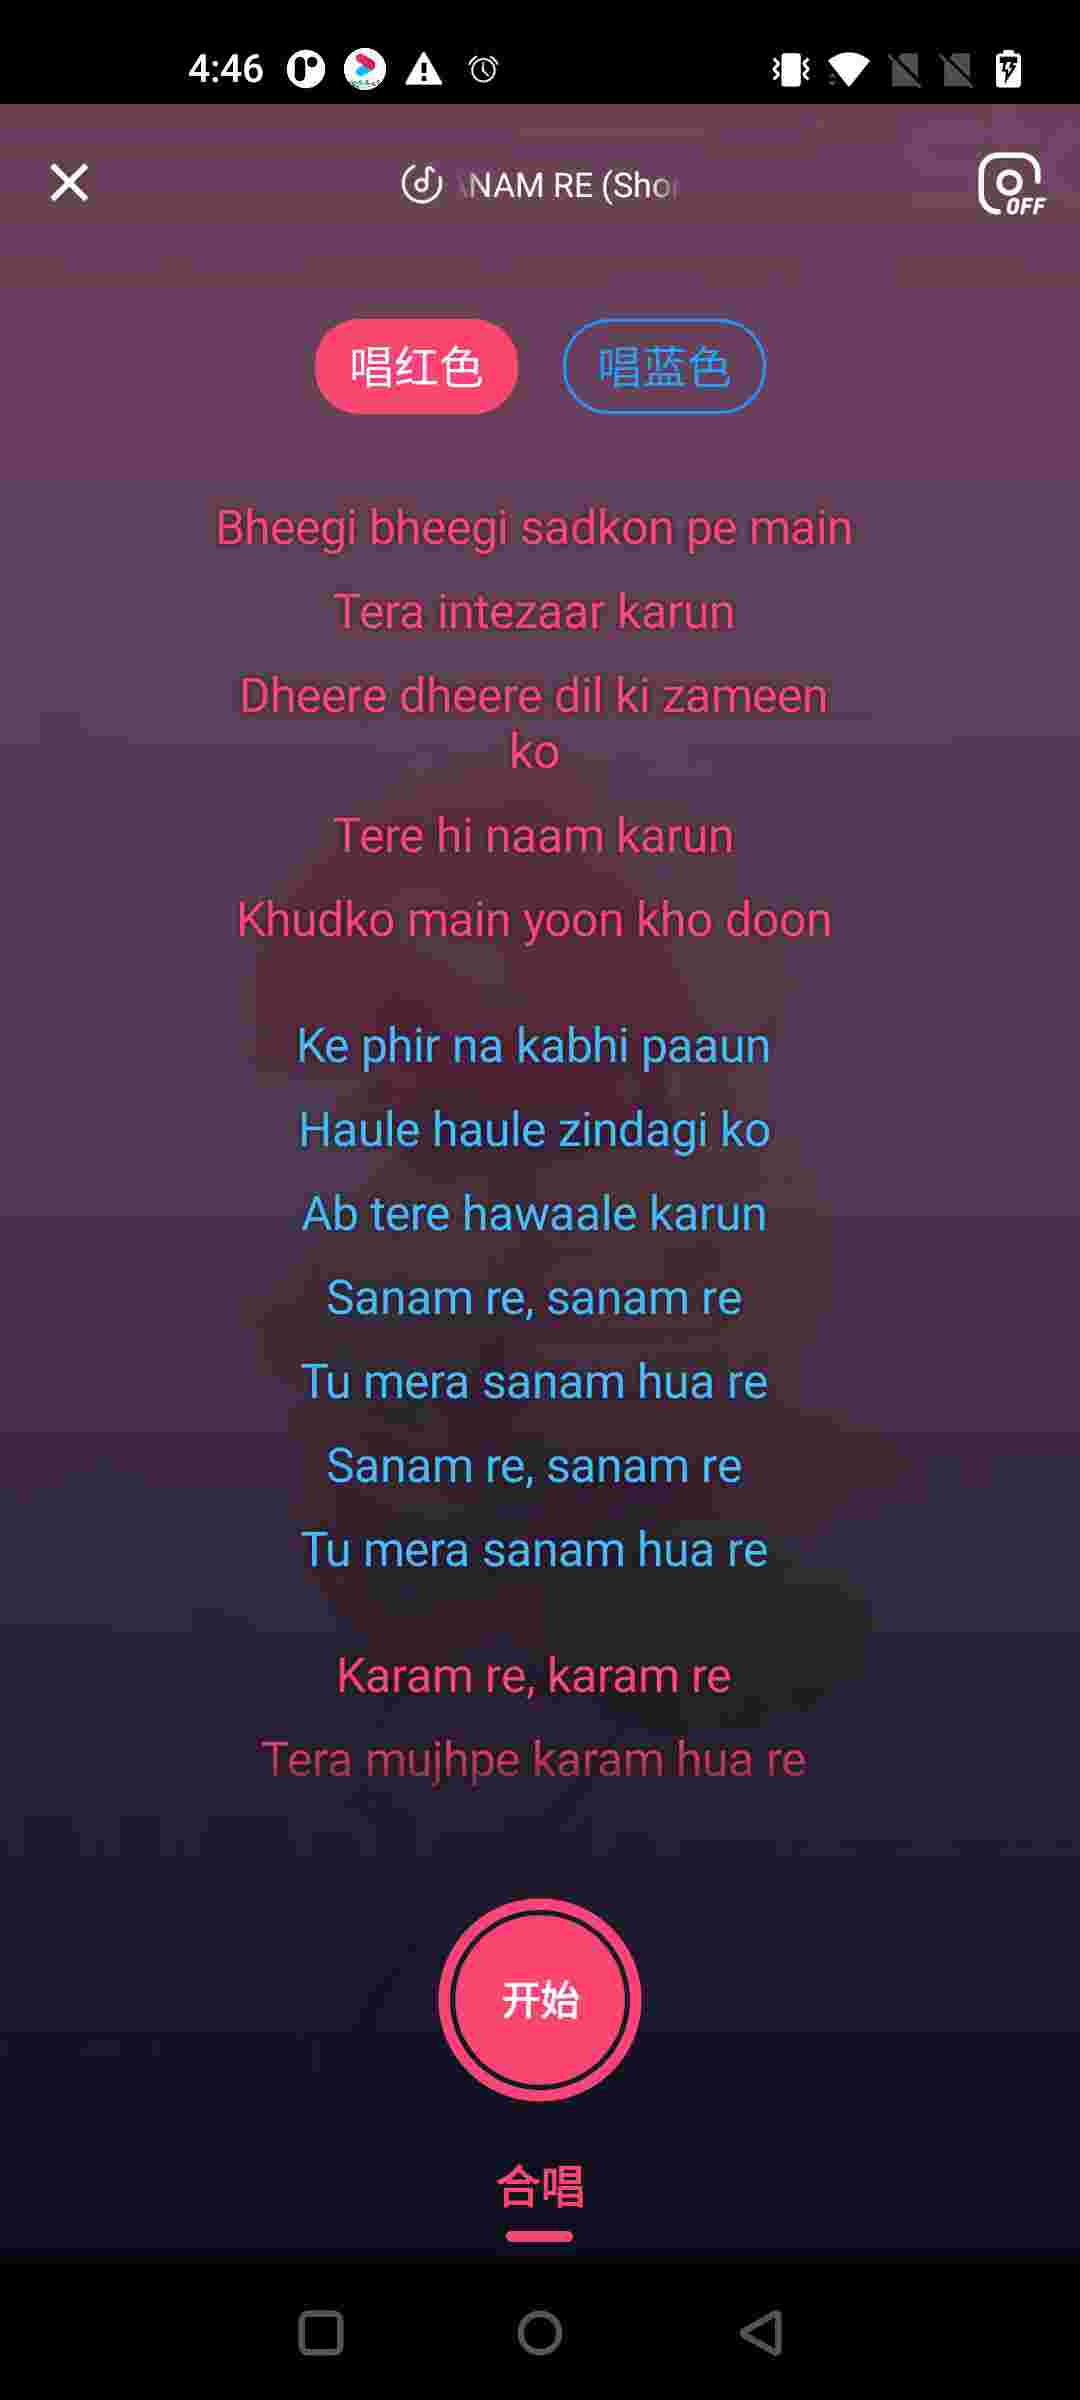 4:46
NAM RE (Sho
OFF
唱红色
唱蓝色
Bheegi bheegi sadkon pe main
Tera intezaar karun
Dheere dheere dil ki zameen
ko
Tere hi naam karun
Khudko main yoon kho doon
Ke phir na kabhi paaun
Haule haule zindagi ko
Ab tere hawaale karun
Sanam re, sanam re
Tu mera sanam hua re
Sanam re, sanam re
Tu mera sanam hua re
Karam re, karam re
Tera mujhpe karam hua re
开始
合唱